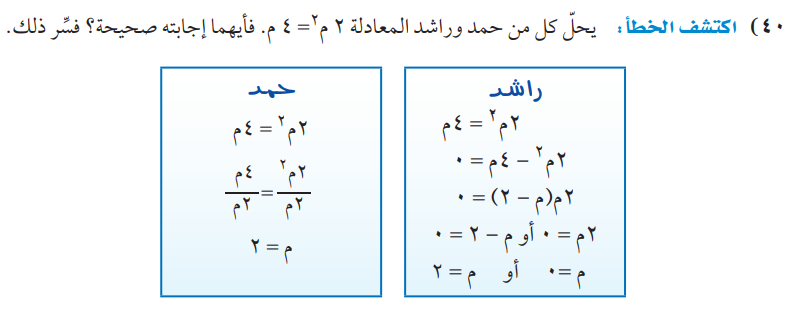 ٤٠) اكتشف الخطأ: يحلّ كل من حمد وراشد المعادلة ٢ م٢ = ٤ م. فأيهما إجابته صحيحة؟ فسِّر ذلك.
راشد
٢م٢ = ٤م
٢م٢ – ٤م = ٠
٢م(م – ٢) = ٠
٢م = ٠ أو م – ٢ = ٠
م = ٠ أو م = ٢
حمد
٢م٢ = ٤م
٢م٢/٢م = ٤م/٢م
م = ٢